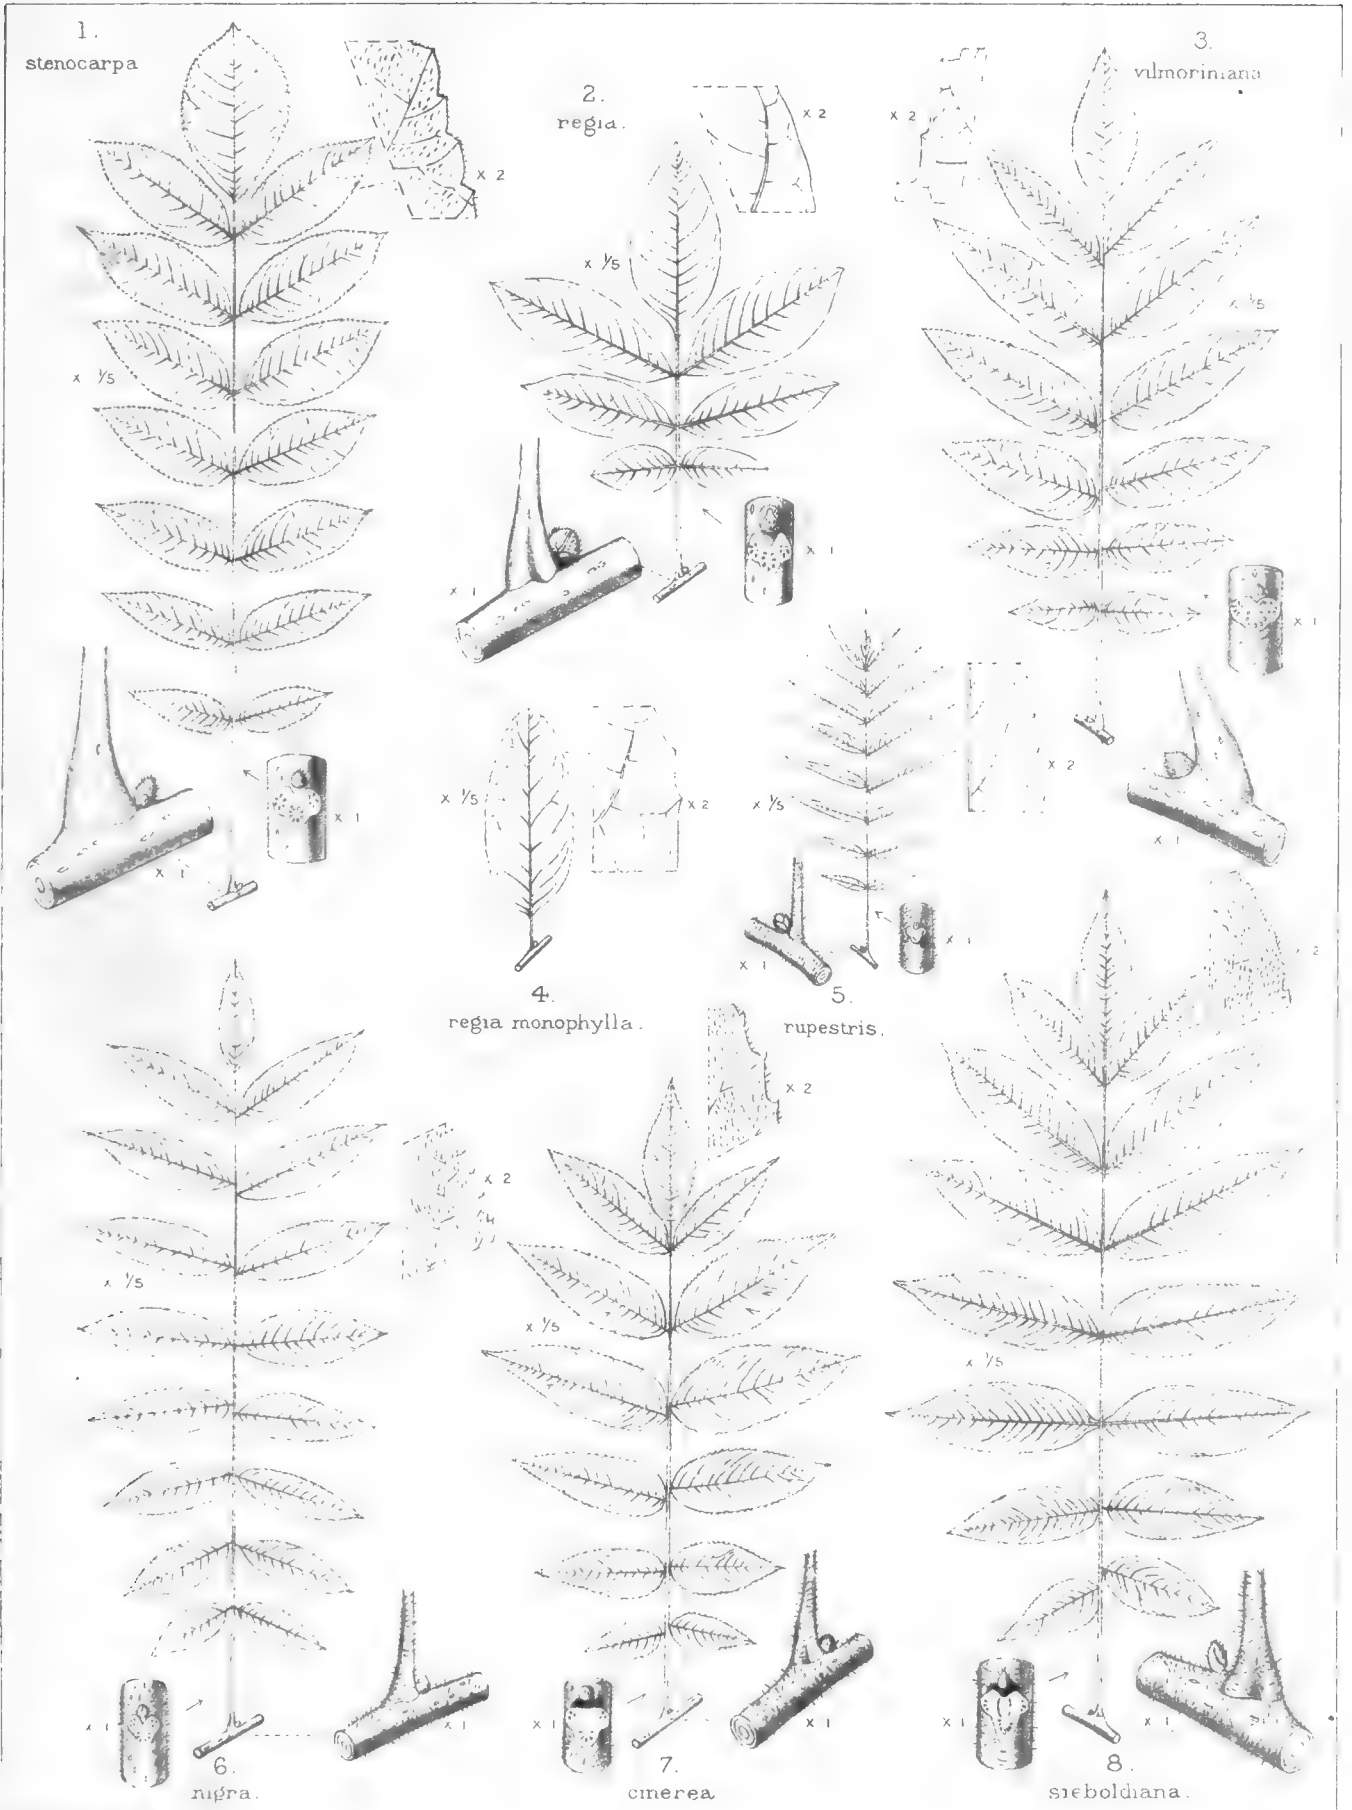 1.
stenocarpa
x 2
x 1/5
x 1
x 1
2.
regia.
x 2
x 1/5
x 1
x 1
3.
vilmoriniana
x 2
x 1/5
x 1
x 1
x 1/5
x 2
4.
regia monophylla.
x 2
x 1/5
x 1
x 1
5.
rupestris.
x 2
x 1/5
x 1
x 1
6.
nigra.
x 2
x 1/5
x 1
x 1
7.
cinerea
2
x 1/5
x 1
x 1
8.
sieboldiana.